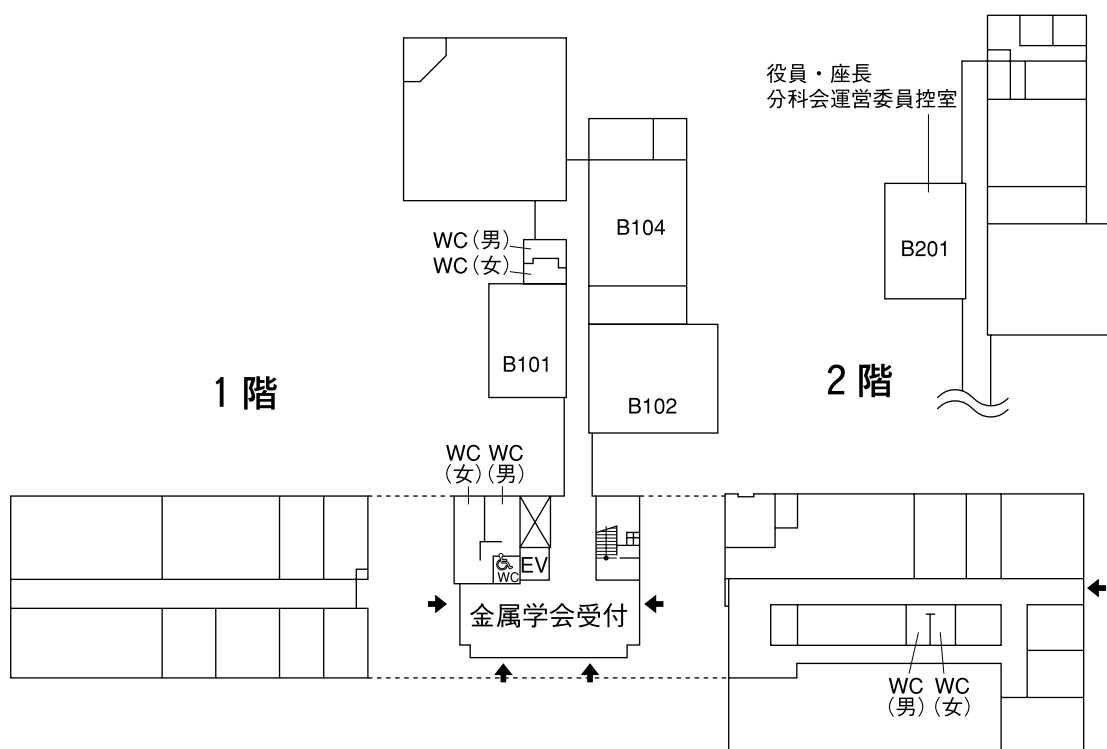 役員・座長
分科会運営委員控室
B104
WC（男）
WC（女）
B201
B101
1 階
2 階
B102
WC
（女）
WC
（男）
EV
WC
金属学会受付
WC
（男）
WC
（女）